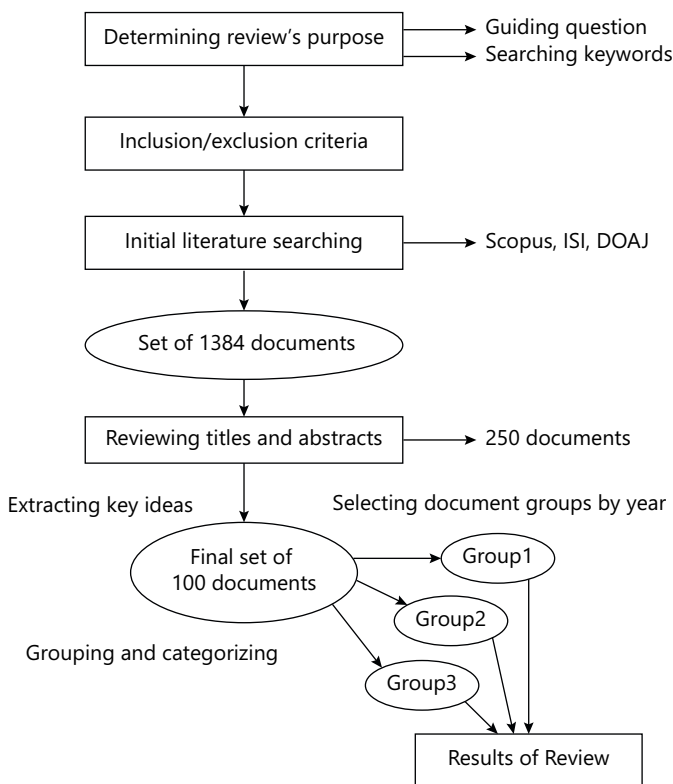 Determining review's purpose
Guiding question
Searching keywords
Inclusion/exclusion criteria
Initial literature searching
Scopus, ISI, DOAJ
Set of 1384 documents
Reviewing titles and abstracts
250 documents
Extracting key ideas
Selecting document groups by year
Final set of
100 documents
Group1
Group2
Grouping and categorizing
Group3
Results of Review